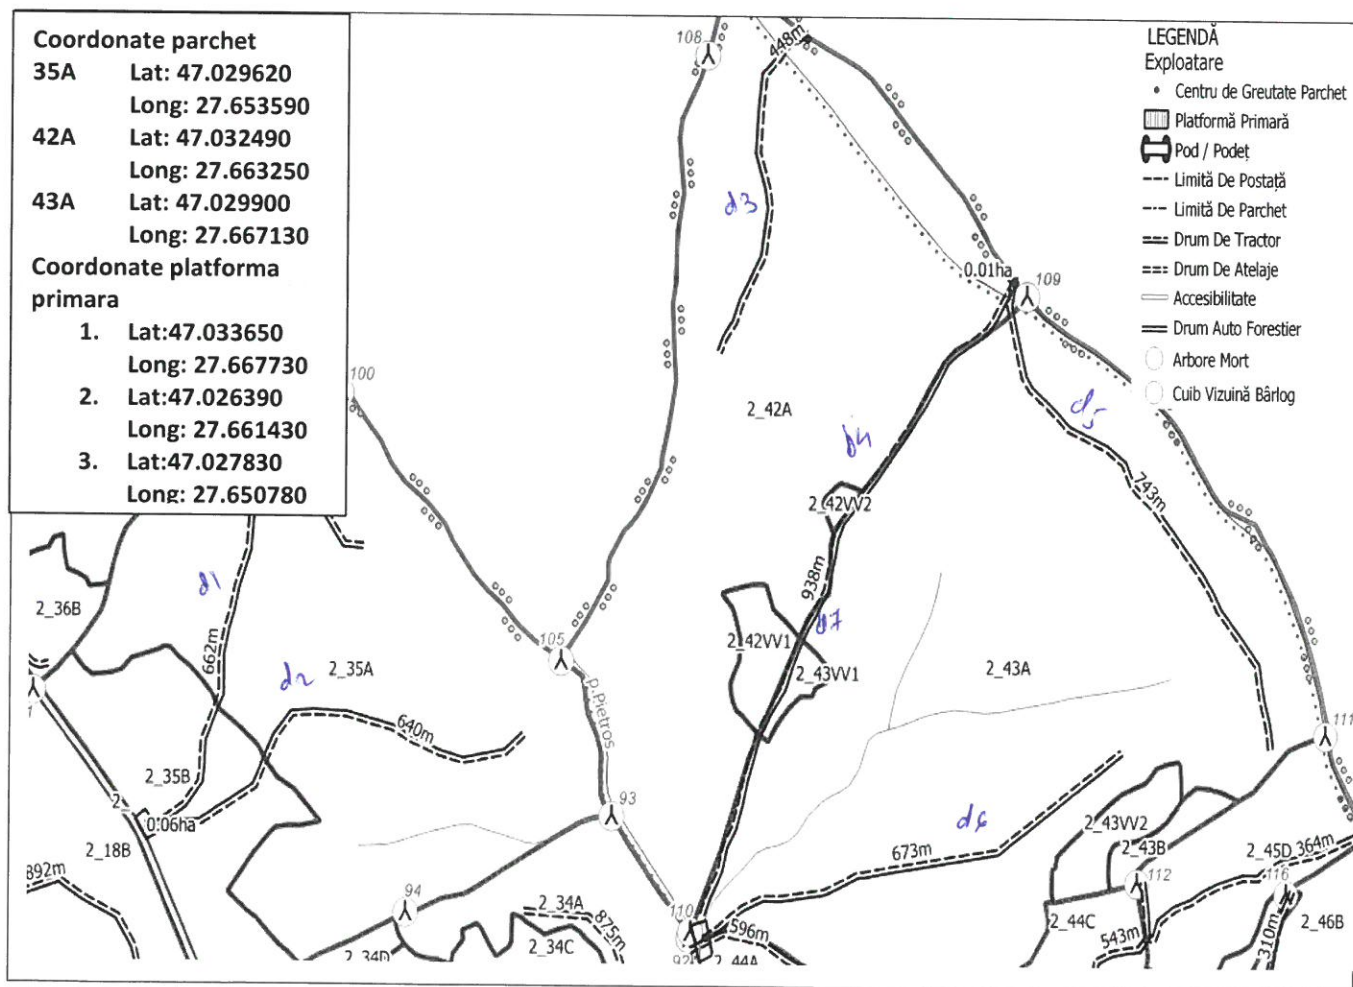 Coordonate parchet
35A Lat: 47.029620
Long: 27.653590
42A Lat: 47.032490
Long: 27.663250
43A Lat: 47.029900
Long: 27.667130
Coordonate platforma
primara
1. Lat:47.033650
Long: 27.667730
2. Lat:47.026390
Long: 27.661430
3. Lat:47.027830
Long: 27.650780
LEGENDĂ
Exploatare
Centru de Greutate Parchet
Platformă Primară
Pod / Podeț
Limită De Postață
Limită De Parchet
Drum De Tractor
Drum De Atelaje
Accesibilitate
Drum Auto Forestier
Arbore Mort
Cuib Vizuină Bârlog
108
448m
d3
0.01ha
109
100
2_42A
d5
d4
2_42VV2
743m
938m
d1
2_36B
662m
105
2_42VV1
d7
2_43VV1
2_43A
d2
2_35A
p.Pietros
640m
111
2_35B
2_
0.06ha
93
d6
2_43VV2
2_18B
673m
2_43B
2_45D
364m
892m
94
112
116
2_34A
110
875m
596m
2_44C
2_46B
2_34D
2_34C
92
2_44A
543m
310m